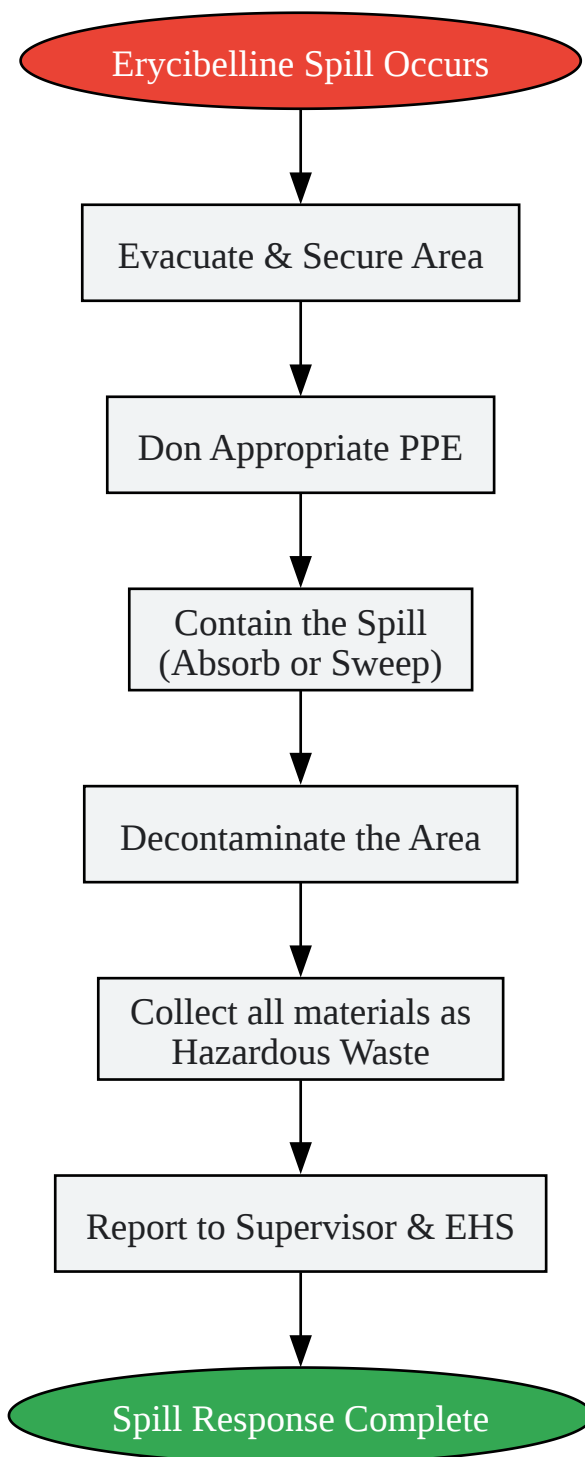 Erycibelline Spill Occurs
Evacuate & Secure Area
Don Appropriate PPE
Contain the Spill
(Absorb or Sweep)
Decontaminate the Area
Collect all materials as
Hazardous Waste
Report to Supervisor & EHS
Spill Response Complete